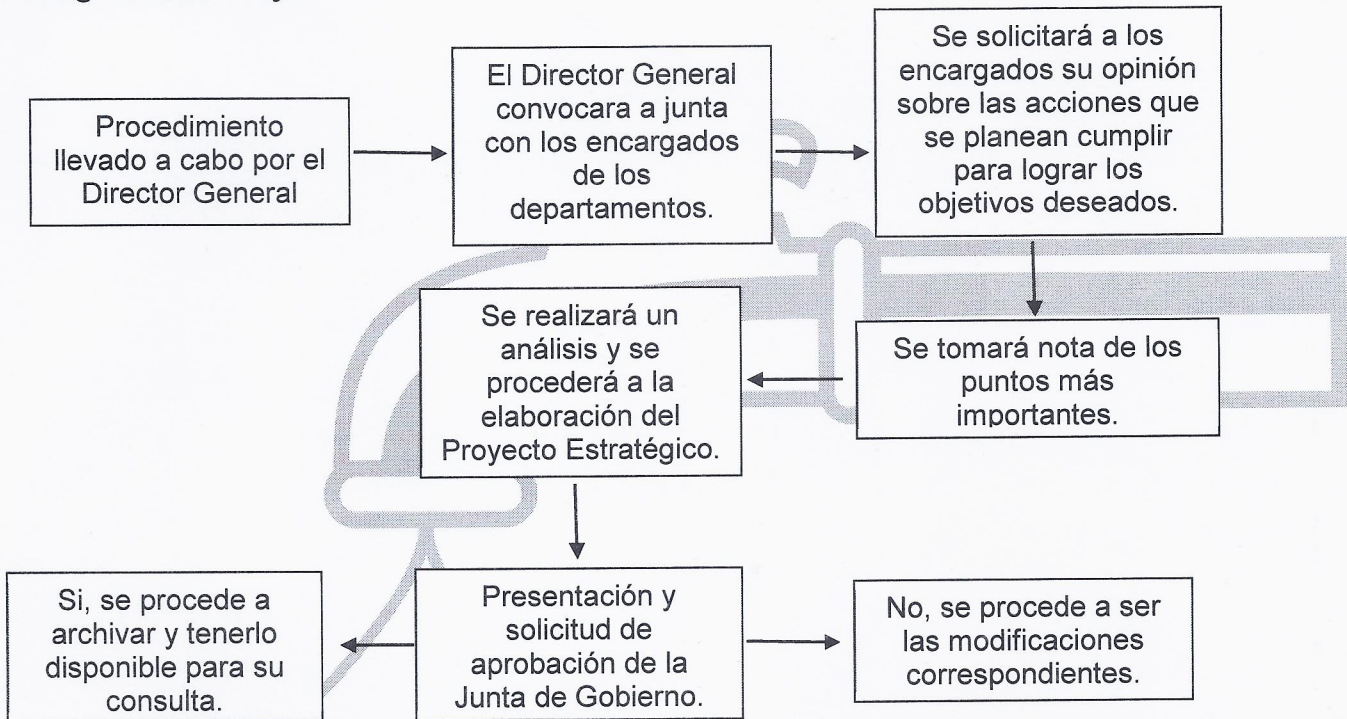 Procedimiento
llevado a cabo por el
Director General
El Director General
convocara a junta
con los encargados
de los
departamentos.
Se solicitará a los
encargados su opinión
sobre las acciones que
se planean cumplir
para lograr los
objetivos deseados.
Se tomará nota de los
puntos más
importantes.
Se realizará un
análisis y se
procederá a la
elaboración del
Proyecto Estratégico.
Presentación y
solicitud de
aprobación de la
Junta de Gobierno.
Si, se procede a
archivar y tenerlo
disponible para su
consulta.
No, se procede a ser
las modificaciones
correspondientes.